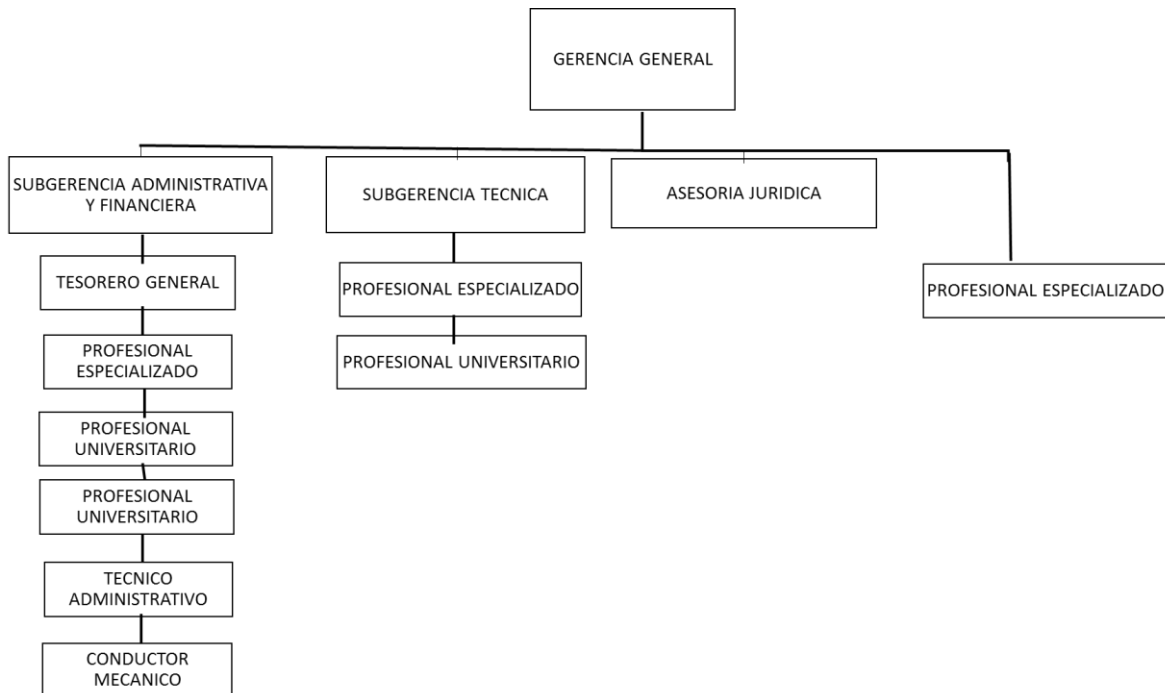 GERENCIA GENERAL
SUBGERENCIA ADMINISTRATIVA
Y FINANCIERA
SUBGERENCIA TECNICA
ASESORIA JURIDICA
TESORERO GENERAL
PROFESIONAL ESPECIALIZADO
PROFESIONAL ESPECIALIZADO
PROFESIONAL
ESPECIALIZADO
PROFESIONAL UNIVERSITARIO
PROFESIONAL
UNIVERSITARIO
PROFESIONAL
UNIVERSITARIO
TECNICO
ADMINISTRATIVO
CONDUCTOR
MECANICO